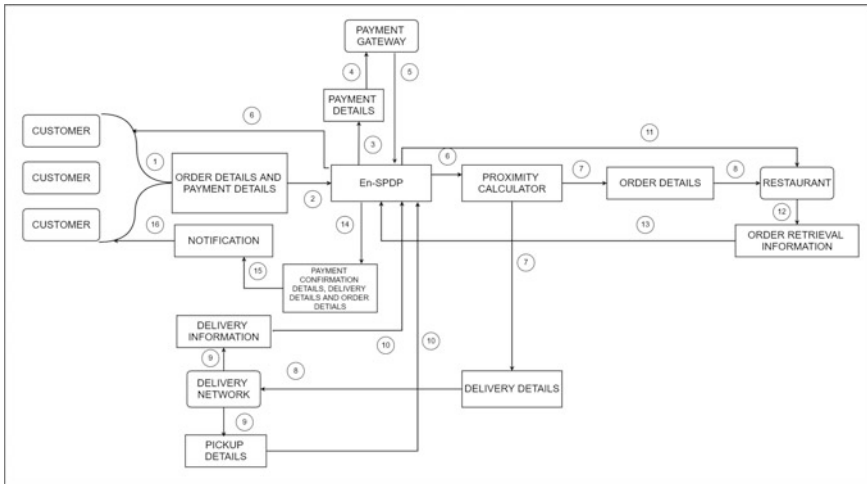 PAYMENT
GATEWAY
4
5
PAYMENT
DETAILS
3
CUSTOMER
6
11
1
ORDER DETAILS AND
PAYMENT DETAILS
2
En-SPDP
6
PROXIMITY
CALCULATOR
7
ORDER DETAILS
8
RESTAURANT
CUSTOMER
CUSTOMER
16
NOTIFICATION
14
13
12
ORDER RETRIEVAL
INFORMATION
15
PAYMENT
CONFIRMATION
DETAILS, DELIVERY
DETAILS AND ORDER
DETIALS
7
DELIVERY
INFORMATION
10
10
9
DELIVERY
NETWORK
8
DELIVERY DETAILS
9
PICKUP
DETAILS